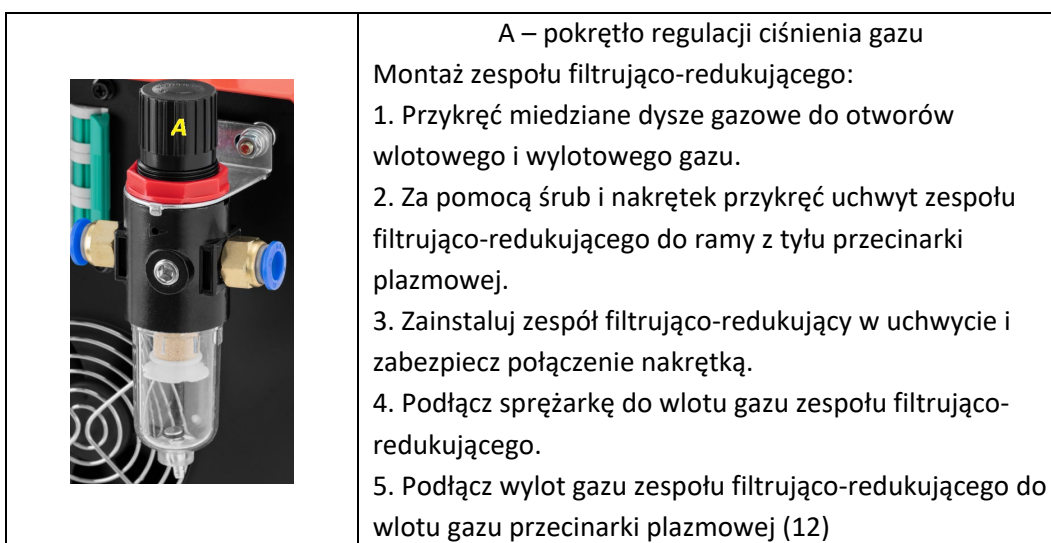 A
A – pokrętło regulacji ciśnienia gazu
Montaż zespołu filtrująco-redukującego:
1. Przykręć miedziane dysze gazowe do otworów
wlotowego i wylotowego gazu.
2. Za pomocą śrub i nakrętek przykręć uchwyt zespołu
filtrująco-redukującego do ramy z tyłu przecinarki
plazmowej.
3. Zainstaluj zespół filtrująco-redukujący w uchwycie i
zabezpiecz połączenie nakrętką.
4. Podłącz sprężarkę do wlotu gazu zespołu filtrująco-
redukującego.
5. Podłącz wylot gazu zespołu filtrująco-redukującego do
wlotu gazu przecinarki plazmowej (12)